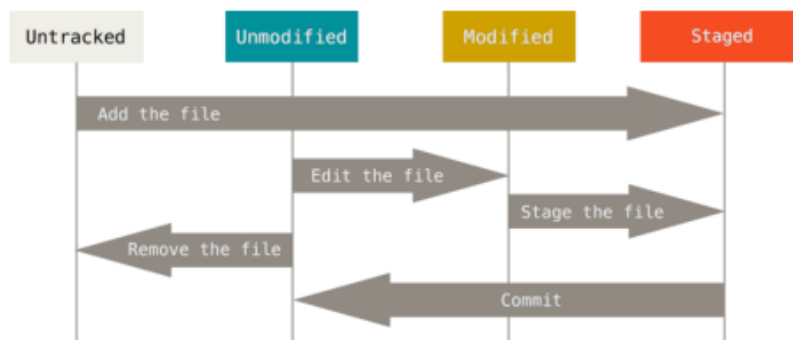 Untracked
Unmodified
Modified
Staged
Add the file
Edit the file
Stage the file
Remove the file
Commit